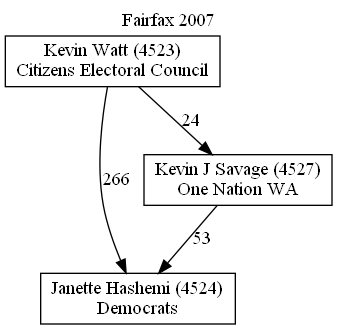 Fairfax 2007
Kevin Watt (4523)
Citizens Electoral Council
24
Kevin J Savage (4527)
One Nation WA
266
53
Janette Hashemi (4524)
Democrats